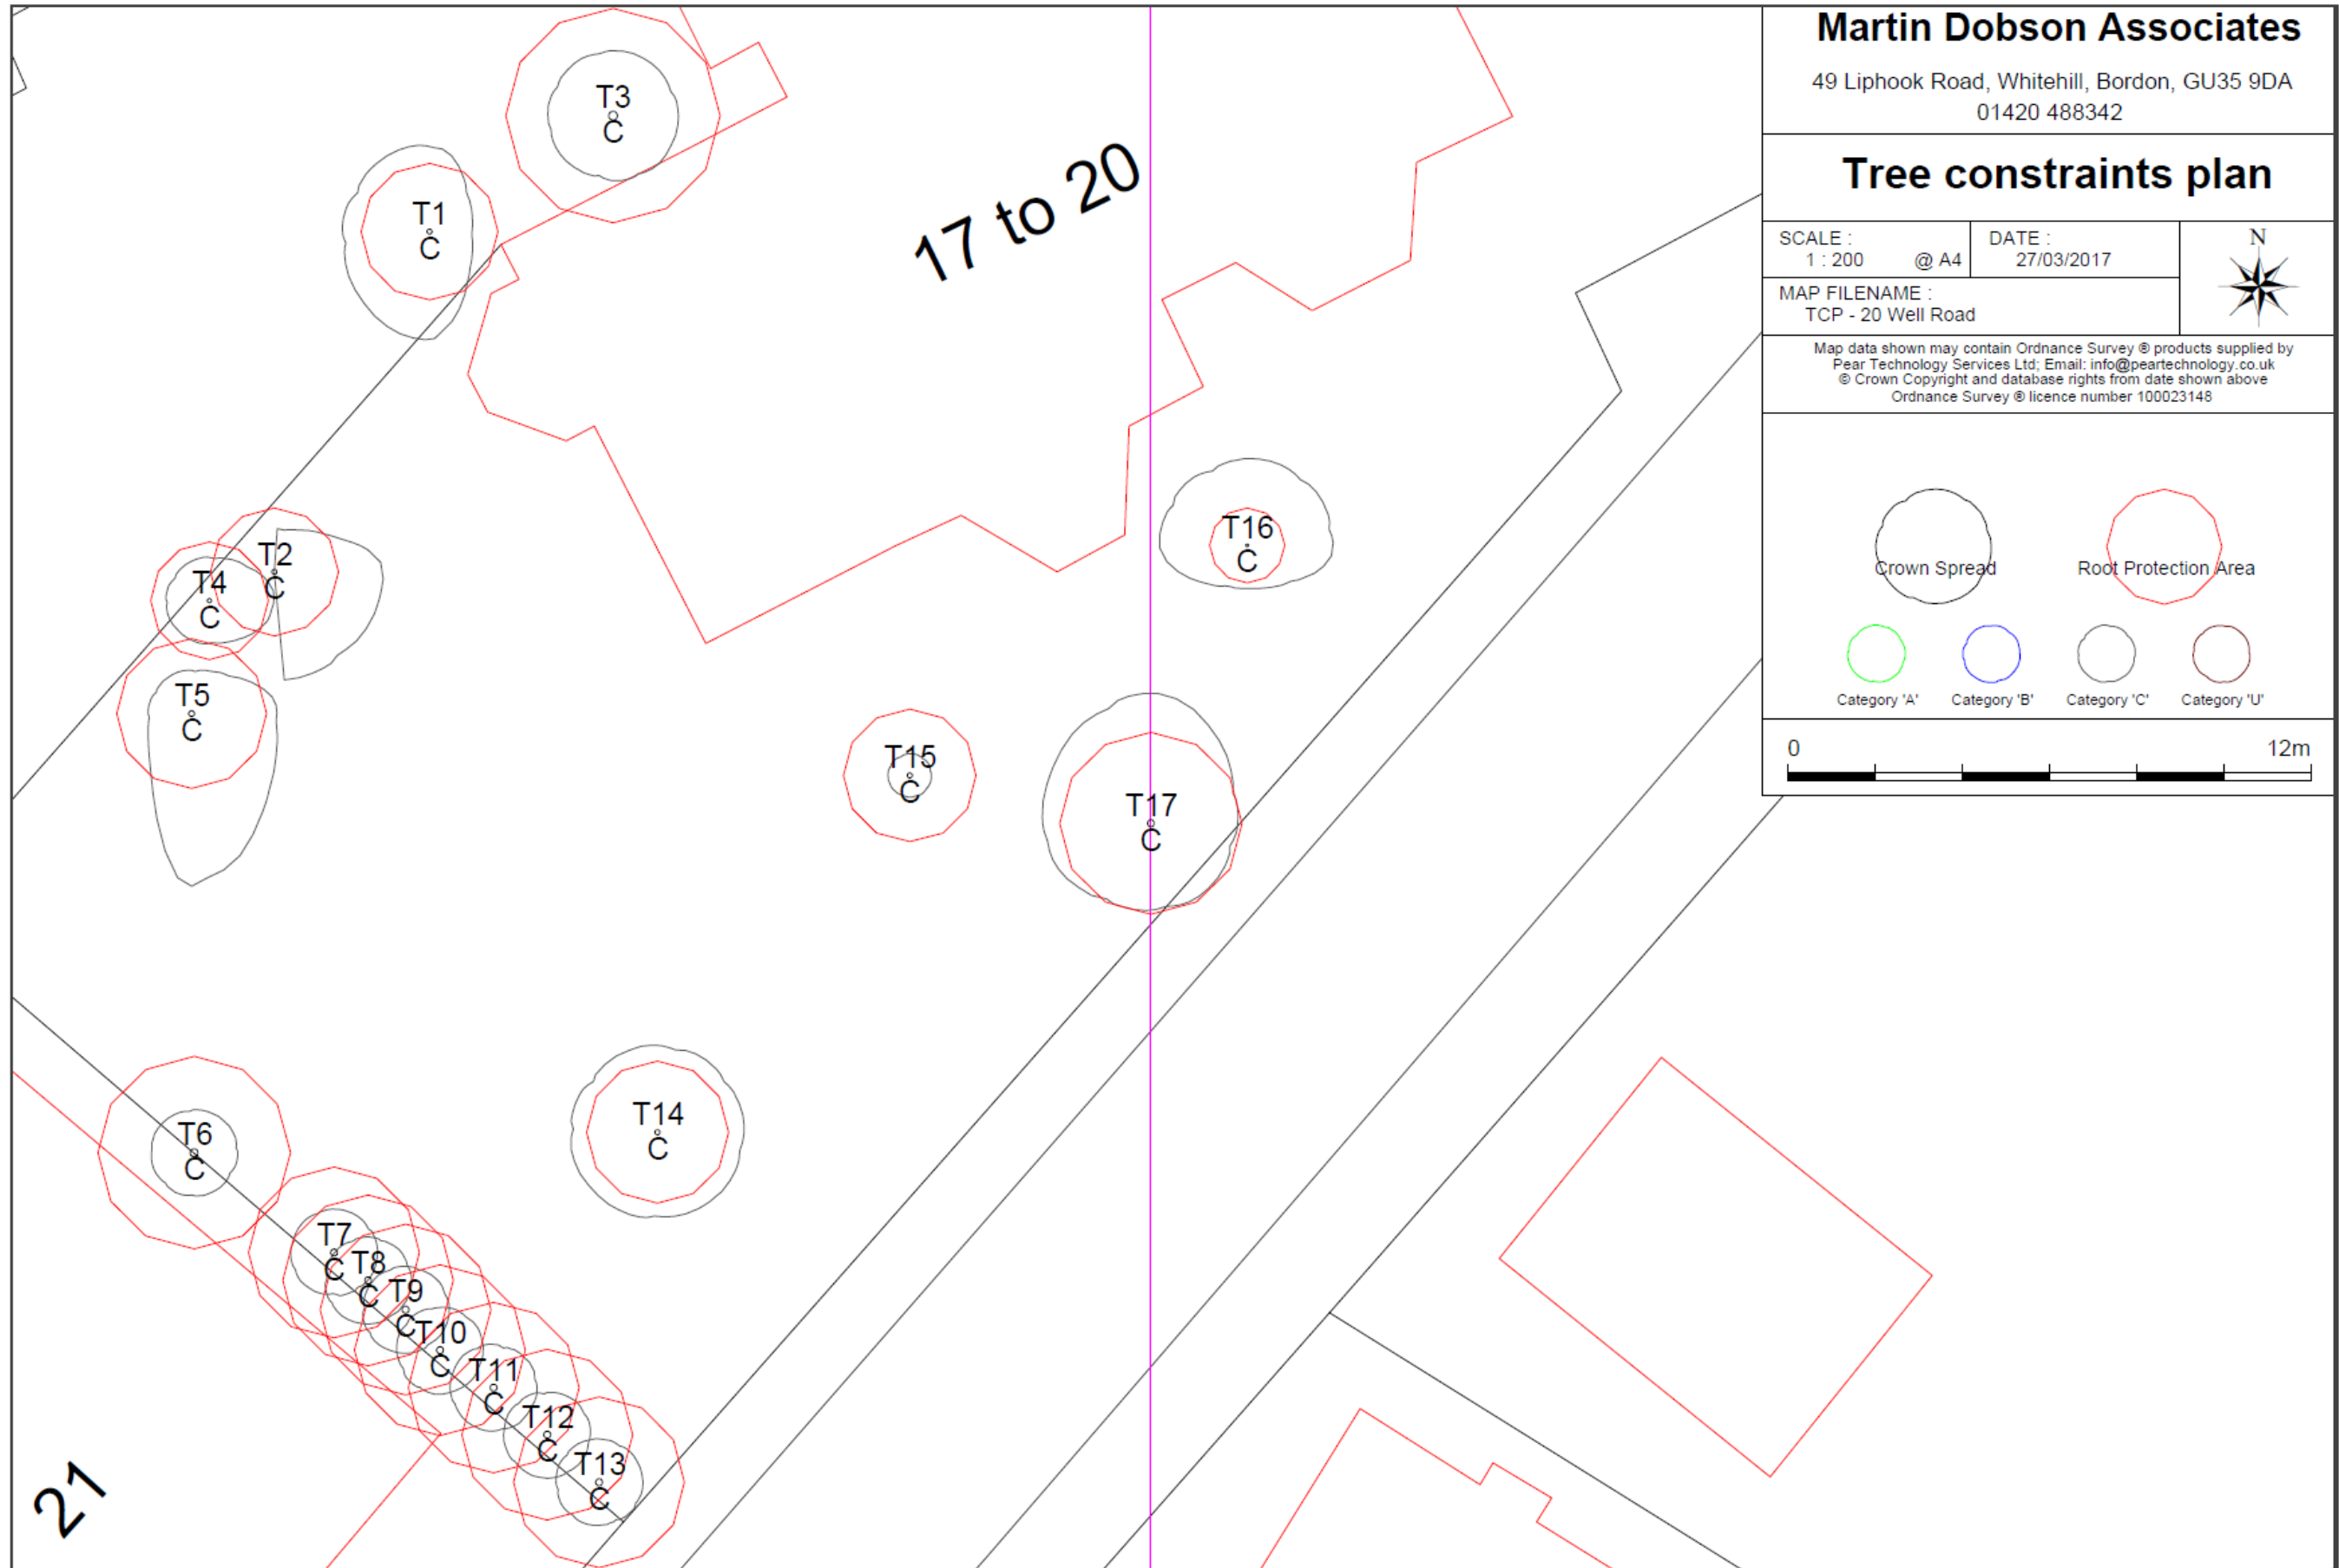 Martin Dobson Associates
49 Liphook Road, Whitehill, Bordon, GU35 9DA
01420 488342
Tree constraints plan
SCALE :
1 : 200 @ A4
DATE :
27/03/2017
N
MAP FILENAME :
TCP - 20 Well Road
Map data shown may contain Ordnance Survey ® products supplied by
Pear Technology Services Ltd; Email: info@peartechnology.co.uk
© Crown Copyright and database rights from date shown above
Ordnance Survey ® licence number 100023148
Crown Spread
Root Protection Area
Category 'A'
Category 'B'
Category 'C'
Category 'U'
0 12m
T3
C
T1
C
17 to 20
T2
C
T4
C
T16
C
T5
C
T15
C
T17
C
T14
C
T6
C
T7
C
T8
C
T9
C
T10
C
T11
C
T12
C
T13
C
21